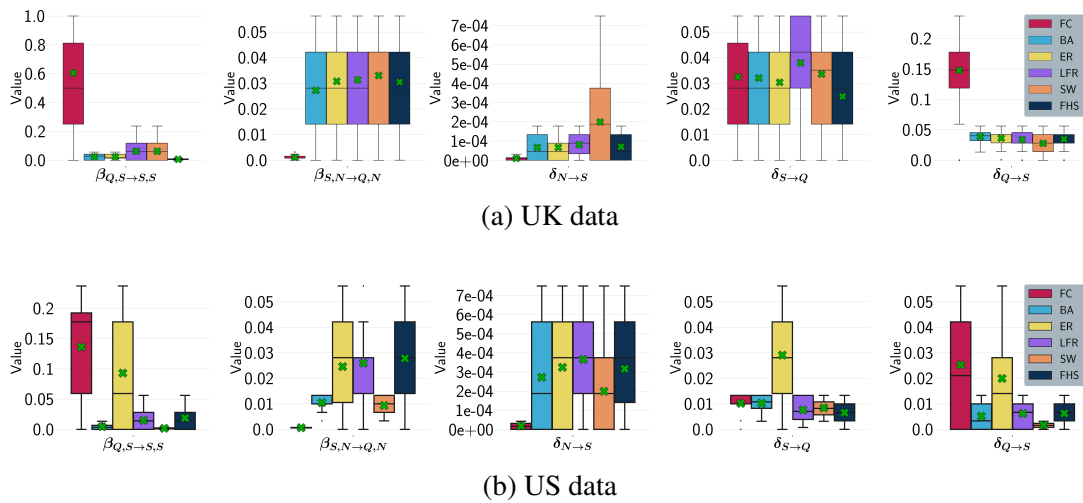 1.0
0.8
0.6
0.4
0.2
0.0
Value
β_{Q,S→S,S}
0.05
0.04
0.03
0.02
0.01
0.00
Value
β_{S,N→Q,N}
7e-04
6e-04
5e-04
4e-04
3e-04
2e-04
1e-04
0e+00
Value
δ_{N→S}
0.05
0.04
0.03
0.02
0.01
0.00
Value
δ_{S→Q}
0.2
0.15
0.10
0.05
0.0
Value
δ_{Q→S}
FC
BA
ER
LFR
SW
FHS
(a) UK data
0.2
0.15
0.10
0.05
0.0
Value
β_{Q,S→S,S}
0.05
0.04
0.03
0.02
0.01
0.0
Value
β_{S,N→Q,N}
7e-04
6e-04
5e-04
4e-04
3e-04
2e-04
1e-04
0e+00
Value
δ_{N→S}
0.05
0.04
0.03
0.02
0.01
0.0
Value
δ_{S→Q}
0.05
0.04
0.03
0.02
0.01
0.0
Value
δ_{Q→S}
FC
BA
ER
LFR
SW
FHS
(b) US data